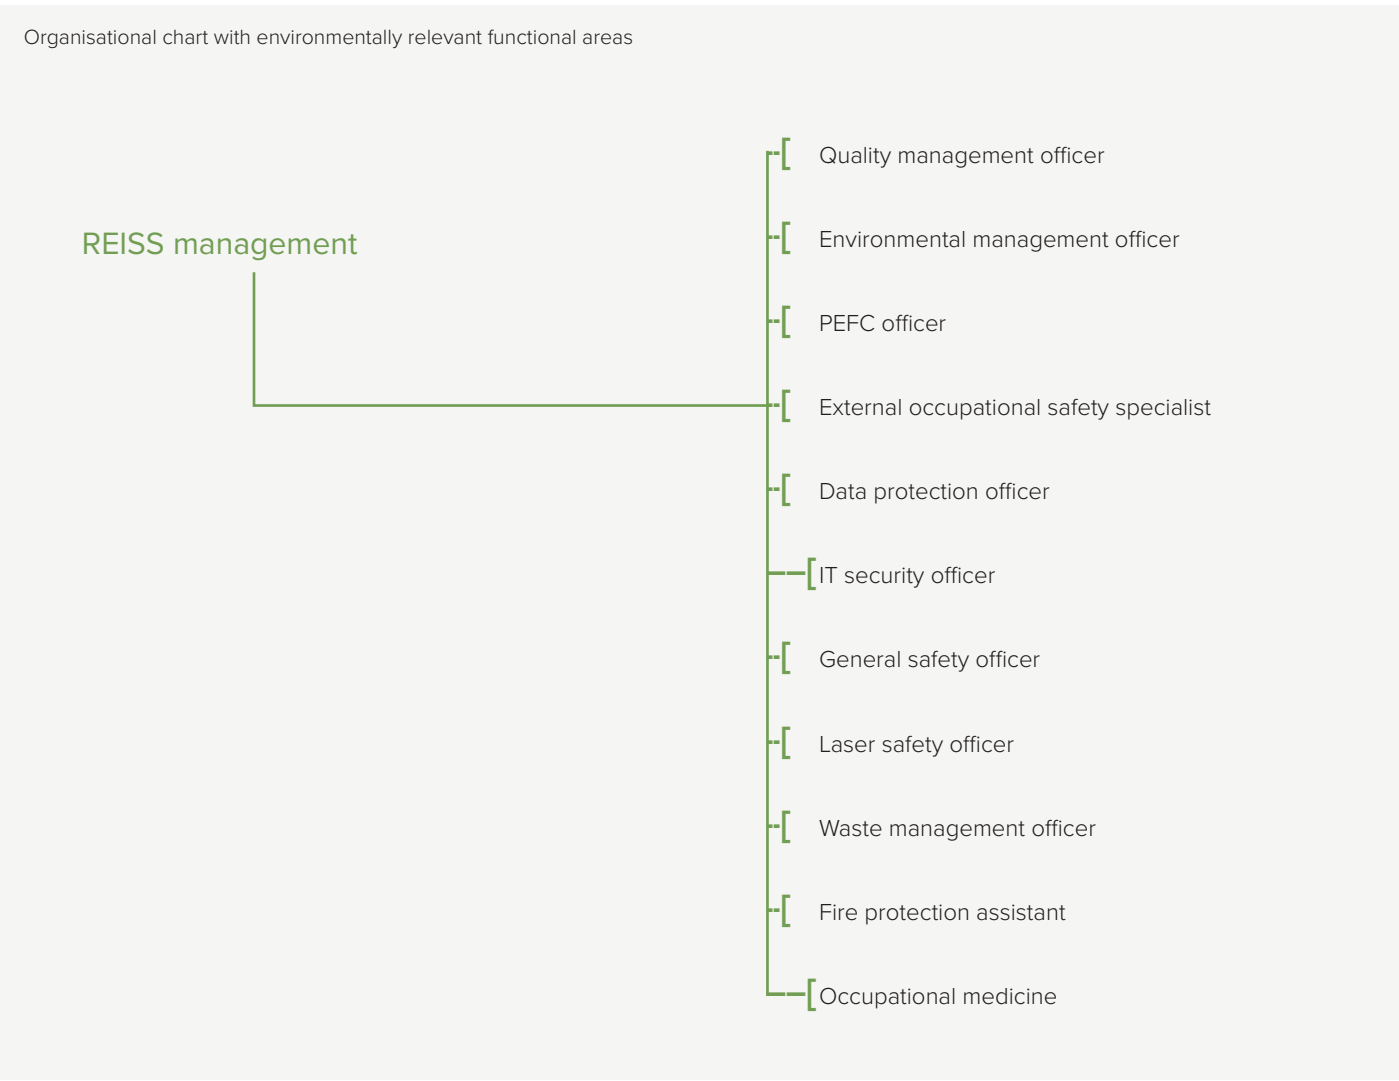 Organisational chart with environmentally relevant functional areas
REISS management
Quality management officer
Environmental management officer
PEFC officer
External occupational safety specialist
Data protection officer
IT security officer
General safety officer
Laser safety officer
Waste management officer
Fire protection assistant
Occupational medicine